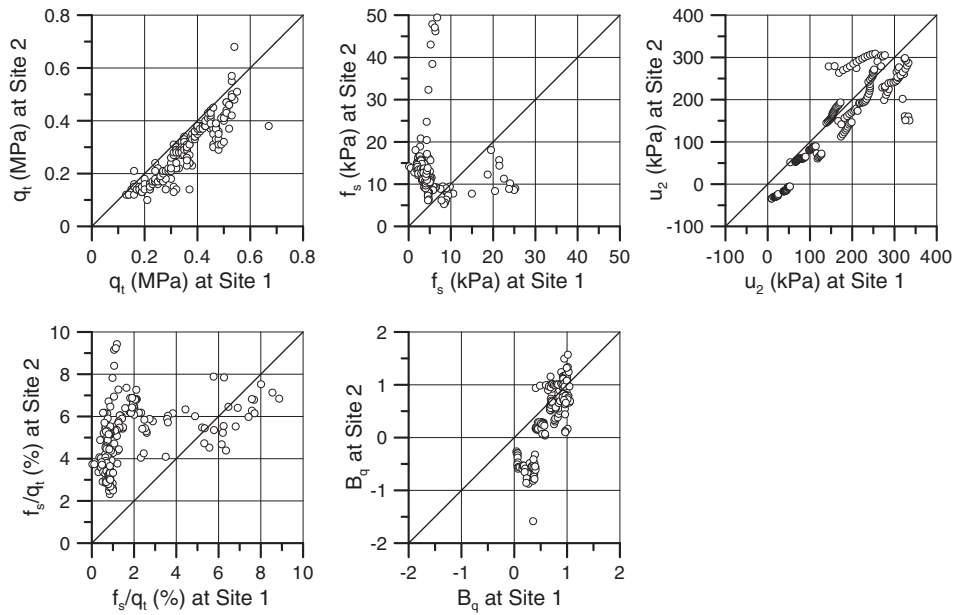 q_t (MPa) at Site 2
0.8
0.6
0.4
0.2
0
0 0.2 0.4 0.6 0.8
q_t (MPa) at Site 1
f_s (kPa) at Site 2
50
40
30
20
10
0
0 10 20 30 40 50
f_s (kPa) at Site 1
u_2 (kPa) at Site 2
400
300
200
100
0
-100
-100 0 100 200 300 400
u_2 (kPa) at Site 1
f_s/q_t (%) at Site 2
10
8
6
4
2
0
0 2 4 6 8 10
f_s/q_t (%) at Site 1
B_q at Site 2
2
1
0
-1
-2
-2 -1 0 1 2
B_q at Site 1